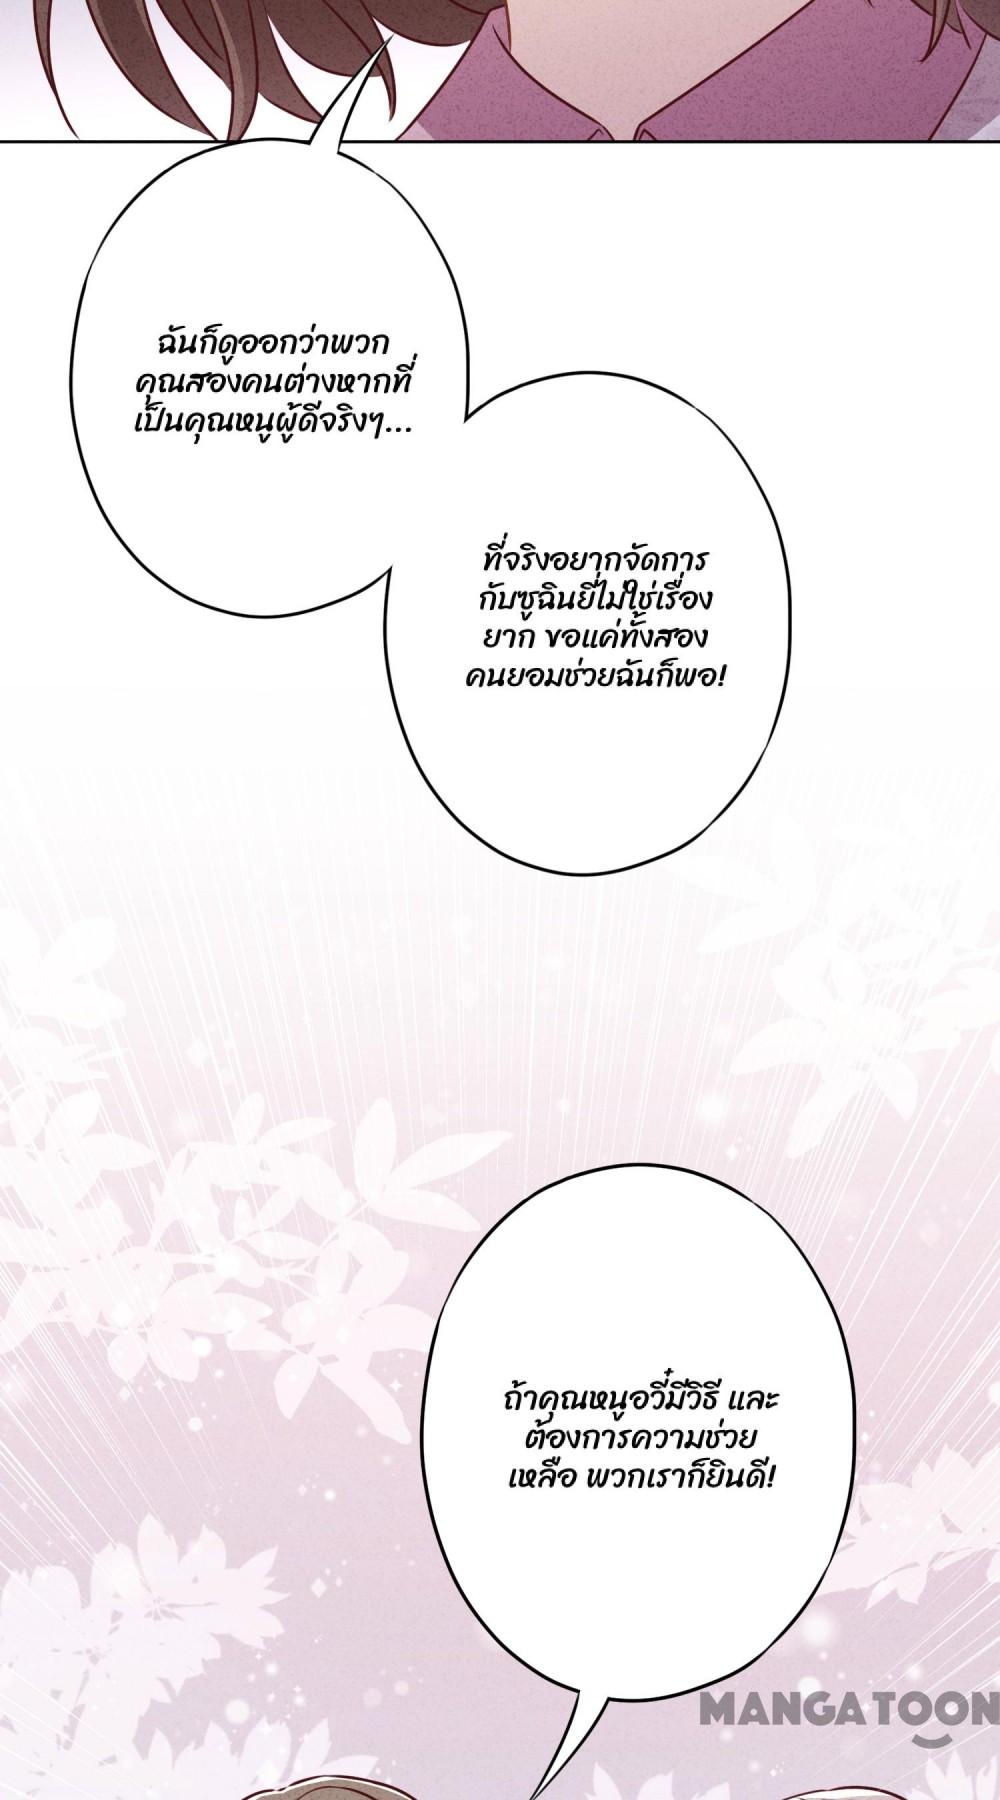 ฉันก็ดูออกว่าพวก
คุณสองคนต่างหากที่
เป็นคุณหนูผู้ดีจริงๆ...
ที่จริงอยากจัดการ
กับซูฉินยี่ไม่ใช่เรื่อง
ยาก ขอแค่ทั้งสอง
คนยอมช่วยฉันก็พอ!
ถ้าคุณหนูอวี๋มีวิธี และ
ต้องการความช่วย
เหลือ พวกเราก็ยินดี!
MANGATOON